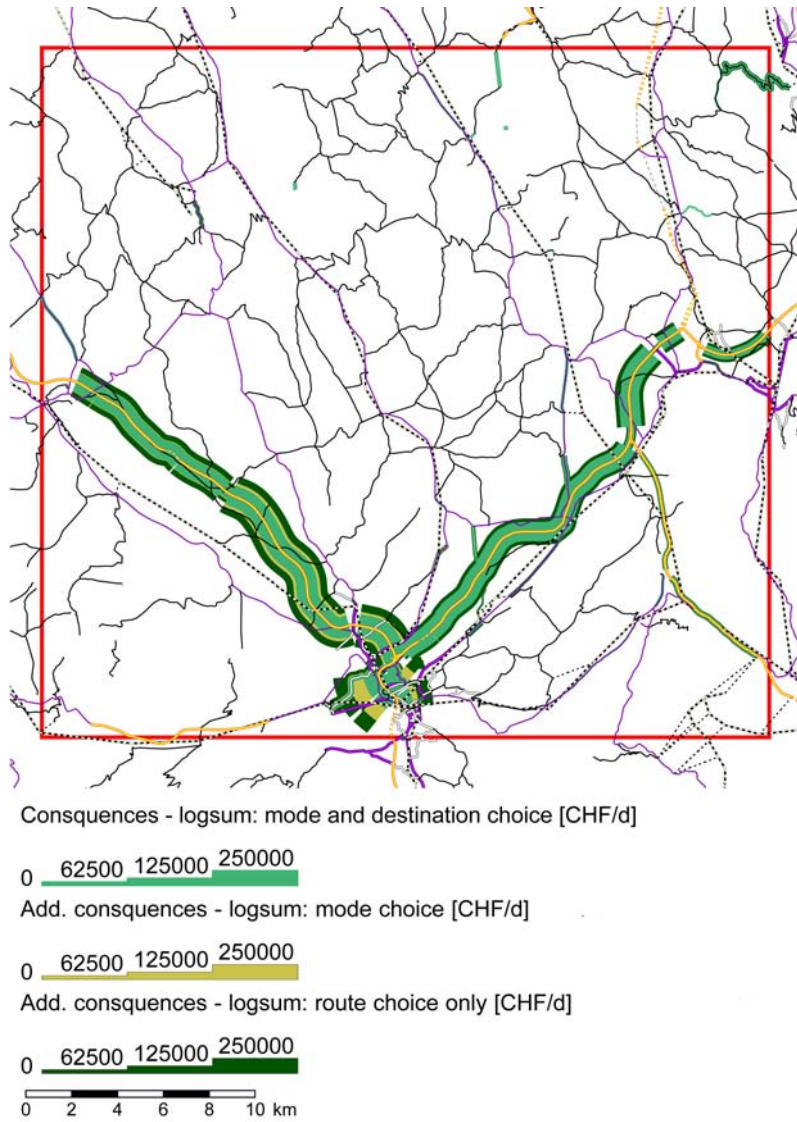 Consquences - logsum: mode and destination choice [CHF/d]
0 62500 125000 250000
Add. consquences - logsum: mode choice [CHF/d]
0 62500 125000 250000
Add. consquences - logsum: route choice only [CHF/d]
0 62500 125000 250000
0 2 4 6 8 10 km